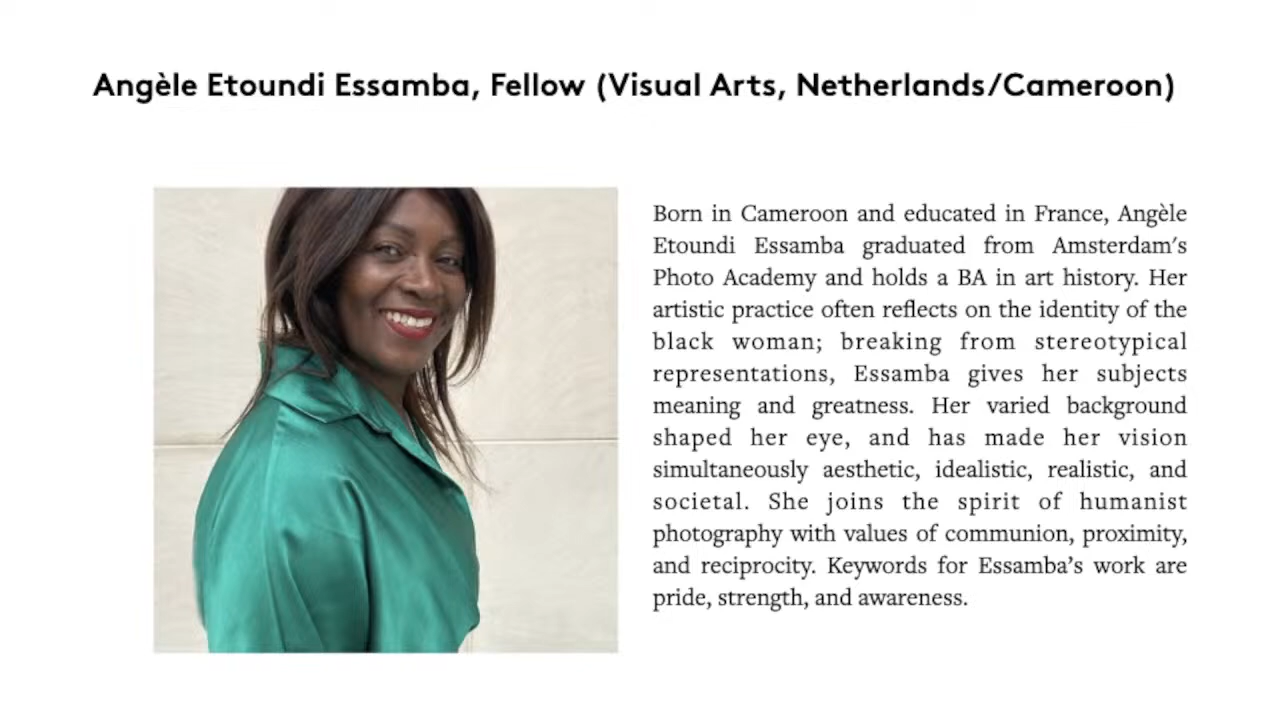 Angèle Etoundi Essamba, Fellow (Visual Arts, Netherlands/Cameroon)
Born in Cameroon and educated in France, Angèle
Etoundi Essamba graduated from Amsterdam's
Photo Academy and holds a BA in art history. Her
artistic practice often reflects on the identity of the
black woman; breaking from stereotypical
representations, Essamba gives her subjects
meaning and greatness. Her varied background
shaped her eye, and has made her vision
simultaneously aesthetic, idealistic, realistic, and
societal. She joins the spirit of humanist
photography with values of communion, proximity,
and reciprocity. Keywords for Essamba’s work are
pride, strength, and awareness.